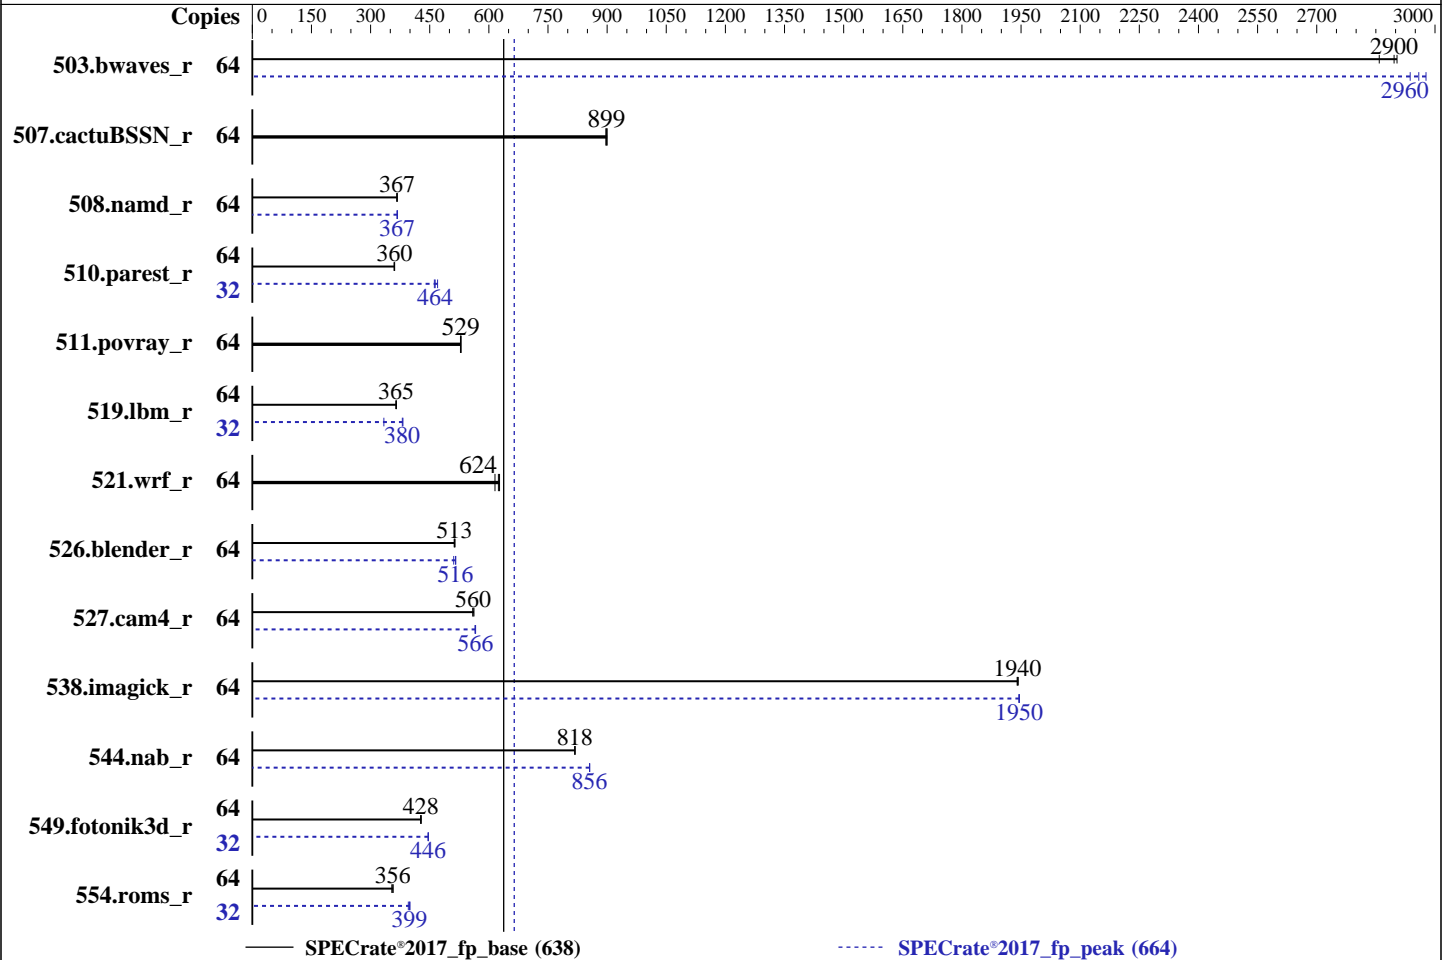 Copies 0 150 300 450 600 750 900 1050 1200 1350 1500 1650 1800 1950 2100 2250 2400 2550 2700 3000
503.bwaves_r 64 2900
2960
507.cactuBSSN_r 64 899
508.namd_r 64 367
367
510.parest_r 64 360
32 464
511.povray_r 64 529
519.lbm_r 64 365
32 380
521.wrf_r 64 624
526.blender_r 64 513
516
527.cam4_r 64 560
566
538.imagick_r 64 1940
1950
544.nab_r 64 818
856
549.fotonik3d_r 64 428
32 446
554.roms_r 64 356
32 399
SPECrate®2017_fp_base (638) SPECrate®2017_fp_peak (664)